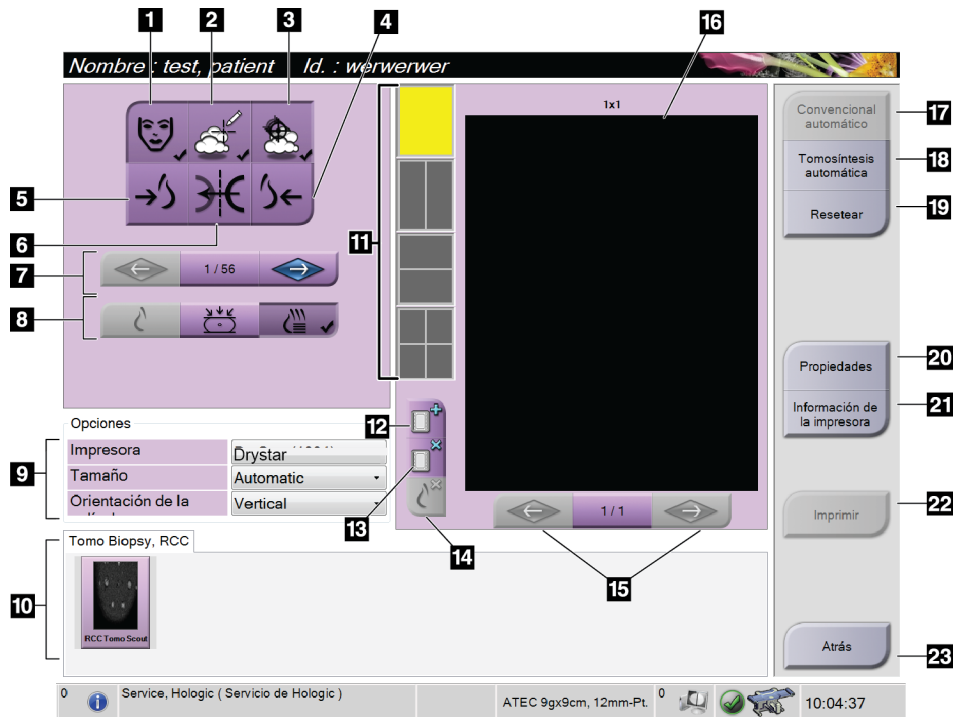 1
2
3
4
16
Nombre : test, patient Id. : werwerwer
1x1
Convencional
automático
17
Tomosíntesis
automática
18
5
Resetear
19
6
11
7
1 / 56
8
Propiedades
20
Información de
la impresora
21
Opciones
12
Impresora
Drystar
9
Tamaño
Automatic
Orientación de la
Vertical
13
14
1 / 1
15
Imprimir
22
Tomo Biopsy, RCC
10
RCC Tomo Scout
Atrás
23
0
Service, Hologic ( Servicio de Hologic )
ATEC 9gx9cm, 12mm-Pt.
0
10:04:37